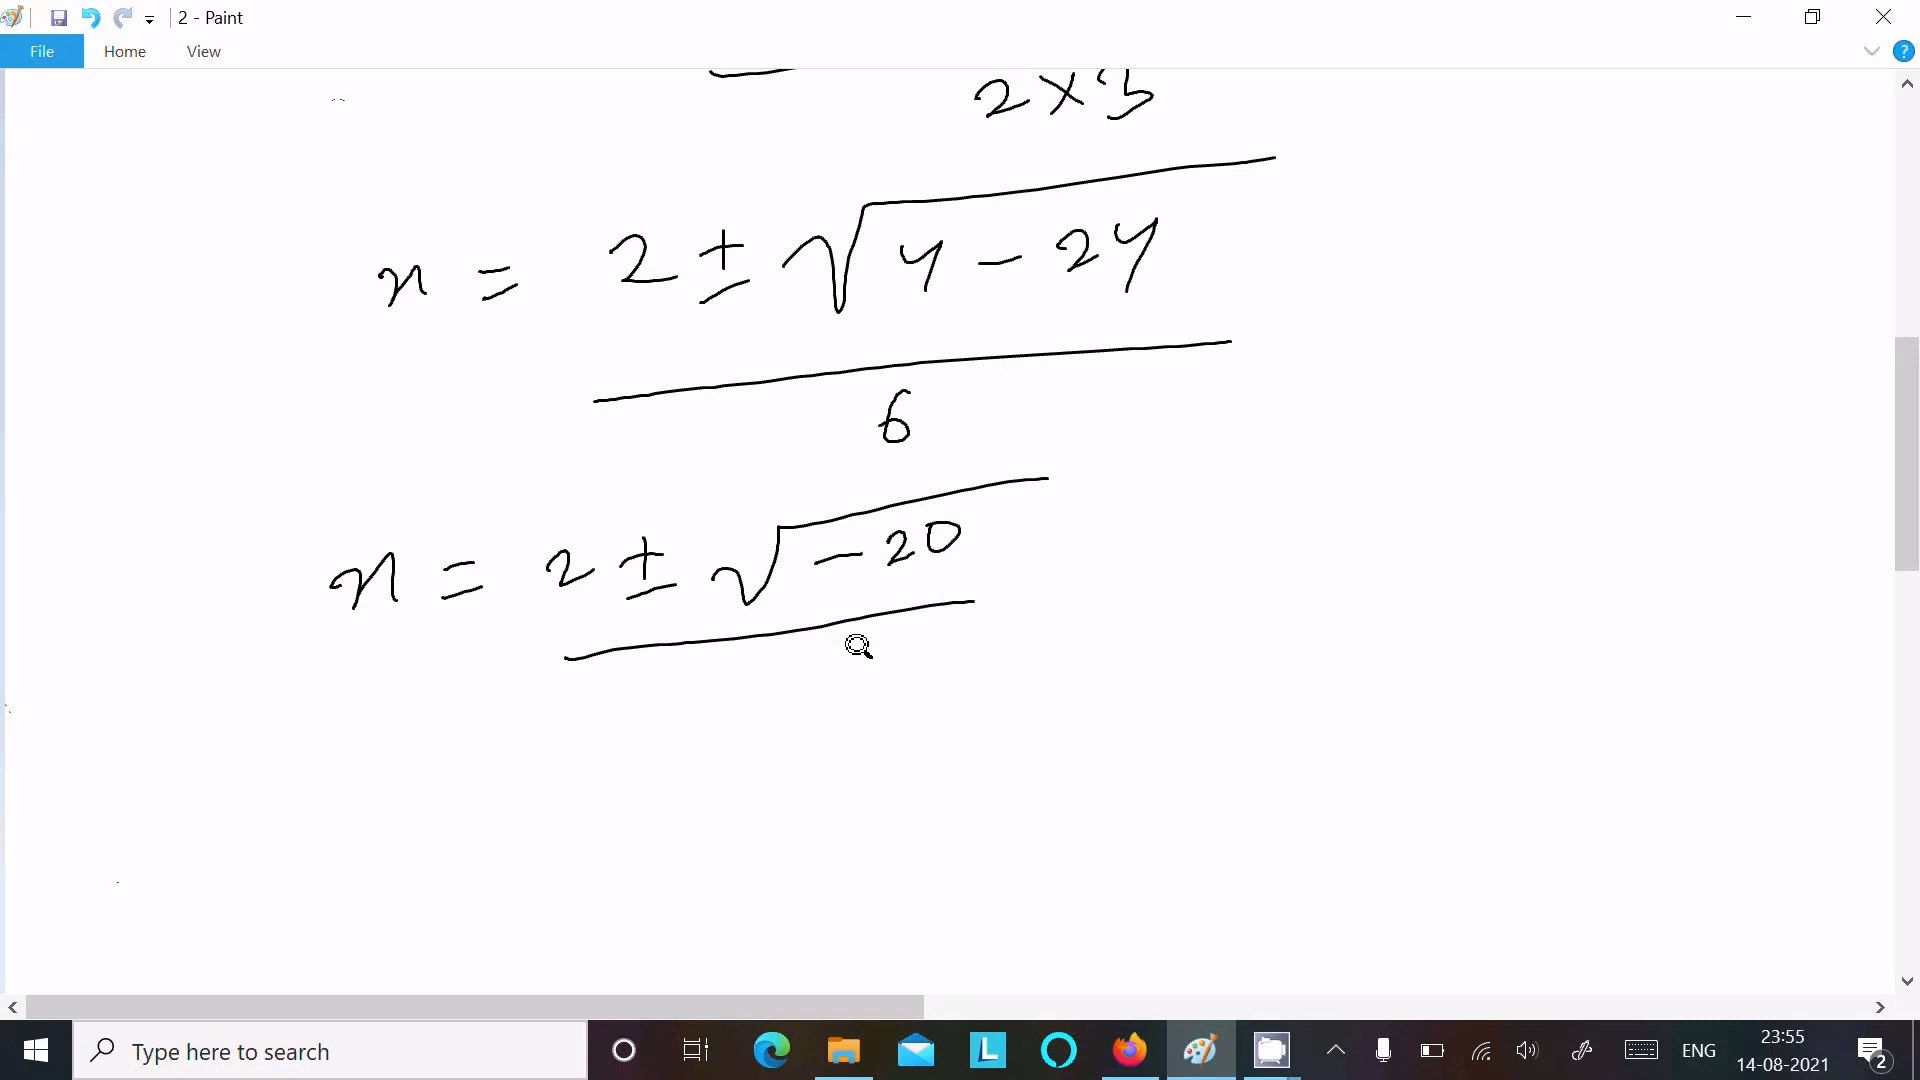 2 - Paint
File Home View
2 × 3
x = 2 ± √4 - 24
6
x = 2 ± √-20
Type here to search
L
ENG
23:55
14-08-2021
2